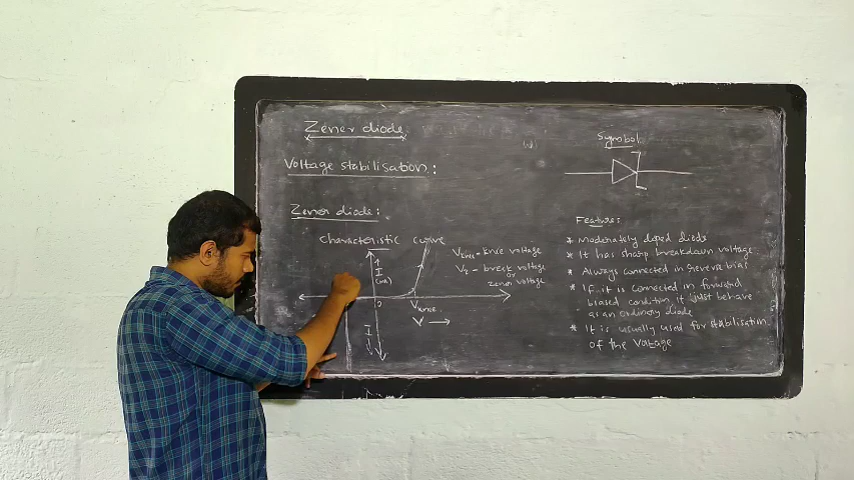 Zener diode
Voltage stabilisation:
Zener diode:
Characteristic curve
I
(mA)
0
Vknee
V
I
Vknee - knee voltage
Vz - break voltage
or
zener voltage
Symbol
Features:
* Moderately doped diode
* It has sharp breakdown voltage
* Always connected in reverse bias
* If it is connected in forward
biased condition, it just behave
as an ordinary diode
* It is usually used for stabilisation
of the voltage